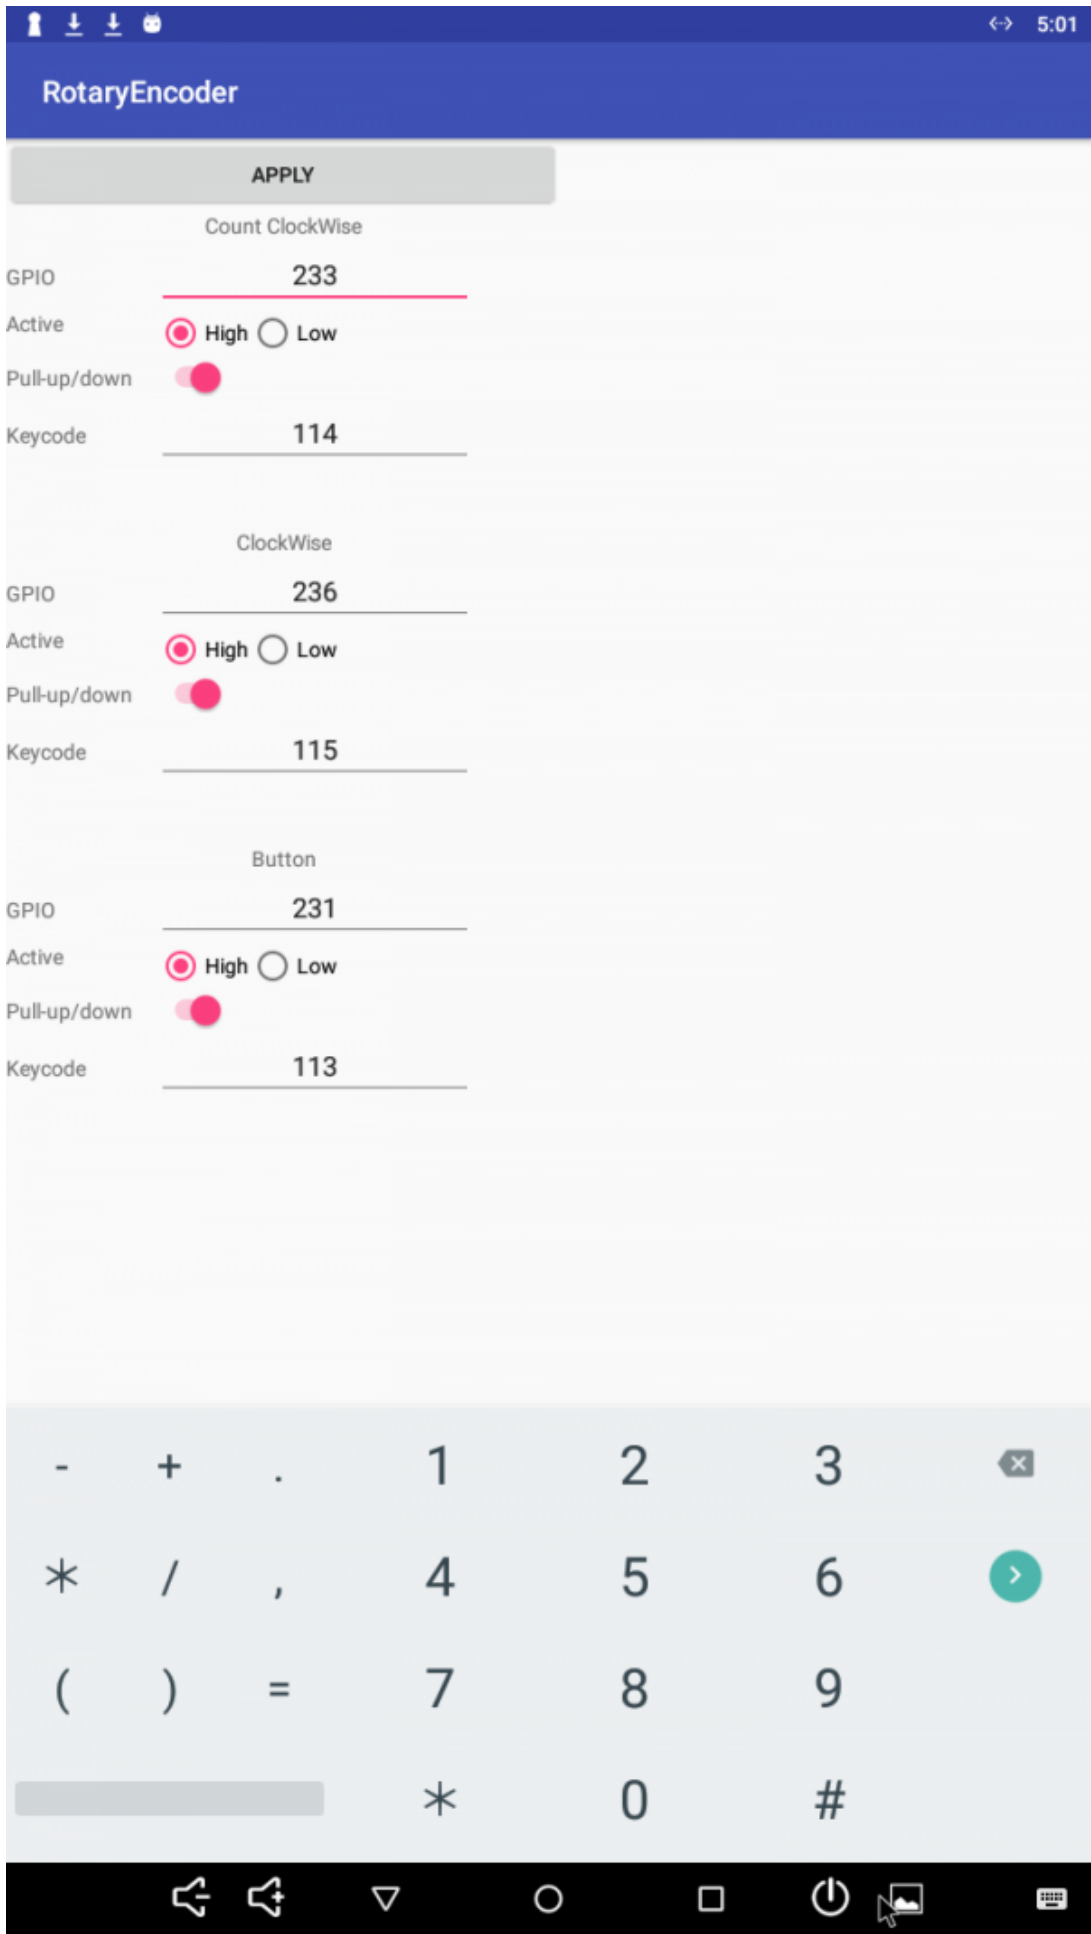 5:01
RotaryEncoder
APPLY
Count ClockWise
GPIO 233
Active High Low
Pull-up/down
Keycode 114
ClockWise
GPIO 236
Active High Low
Pull-up/down
Keycode 115
Button
GPIO 231
Active High Low
Pull-up/down
Keycode 113
- + . 1 2 3
* / , 4 5 6
( ) = 7 8 9
* 0 #